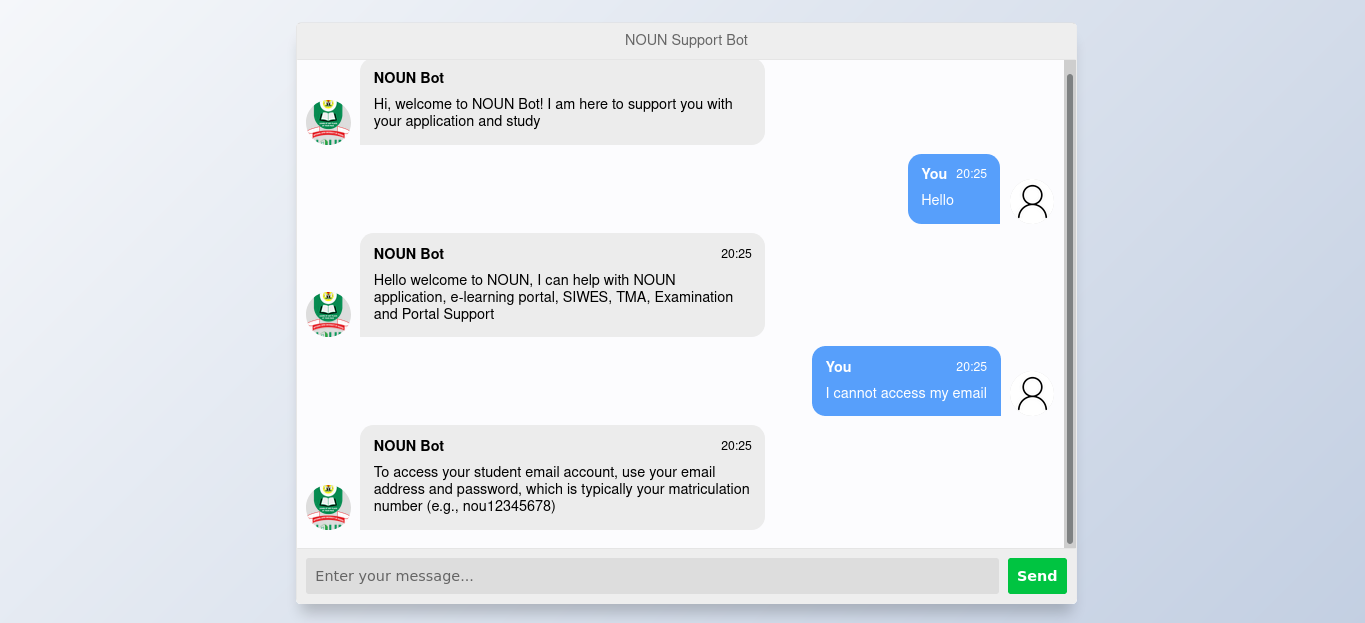 NOUN Support Bot
NOUN Bot
Hi, welcome to NOUN Bot! I am here to support you with
your application and study
You 20:25
Hello
NOUN Bot 20:25
Hello welcome to NOUN, I can help with NOUN
application, e-learning portal, SIWES, TMA, Examination
and Portal Support
You 20:25
I cannot access my email
NOUN Bot 20:25
To access your student email account, use your email
address and password, which is typically your matriculation
number (e.g., nou12345678)
Enter your message...
Send